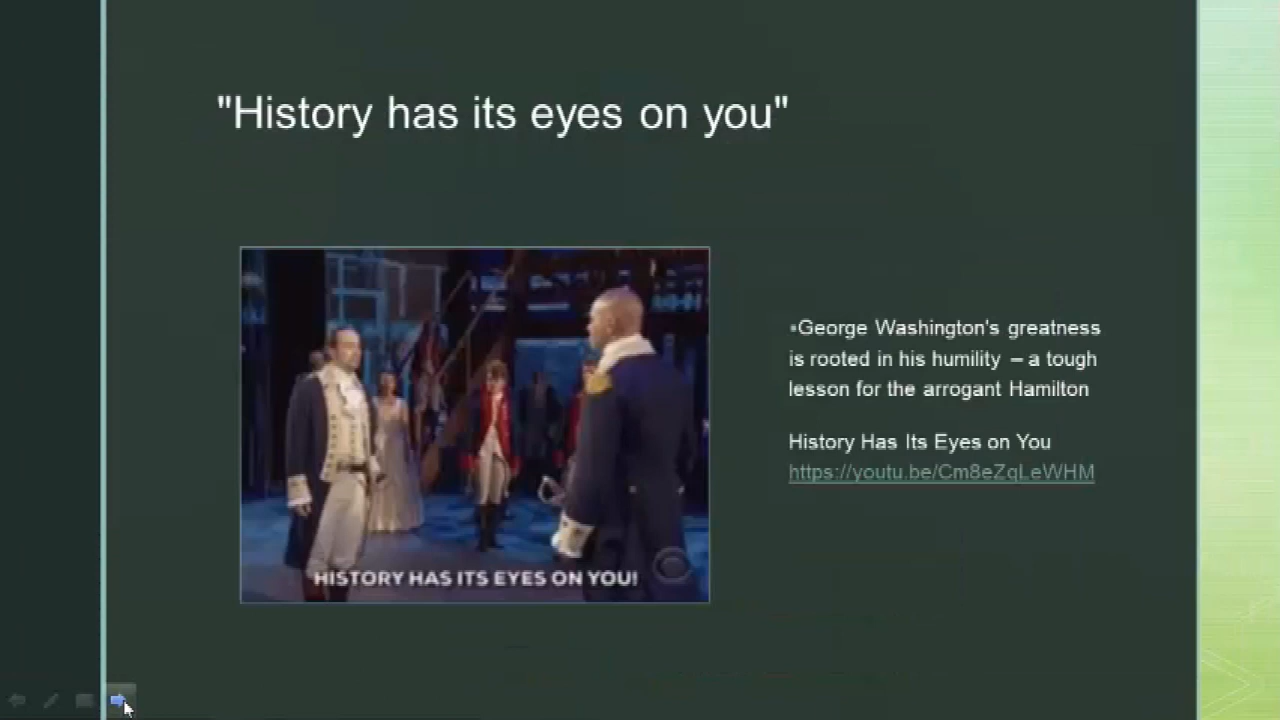 "History has its eyes on you"
HISTORY HAS ITS EYES ON YOU!
▪George Washington's greatness
is rooted in his humility – a tough
lesson for the arrogant Hamilton
History Has Its Eyes on You
https://youtu.be/Cm8eZqLeWHM